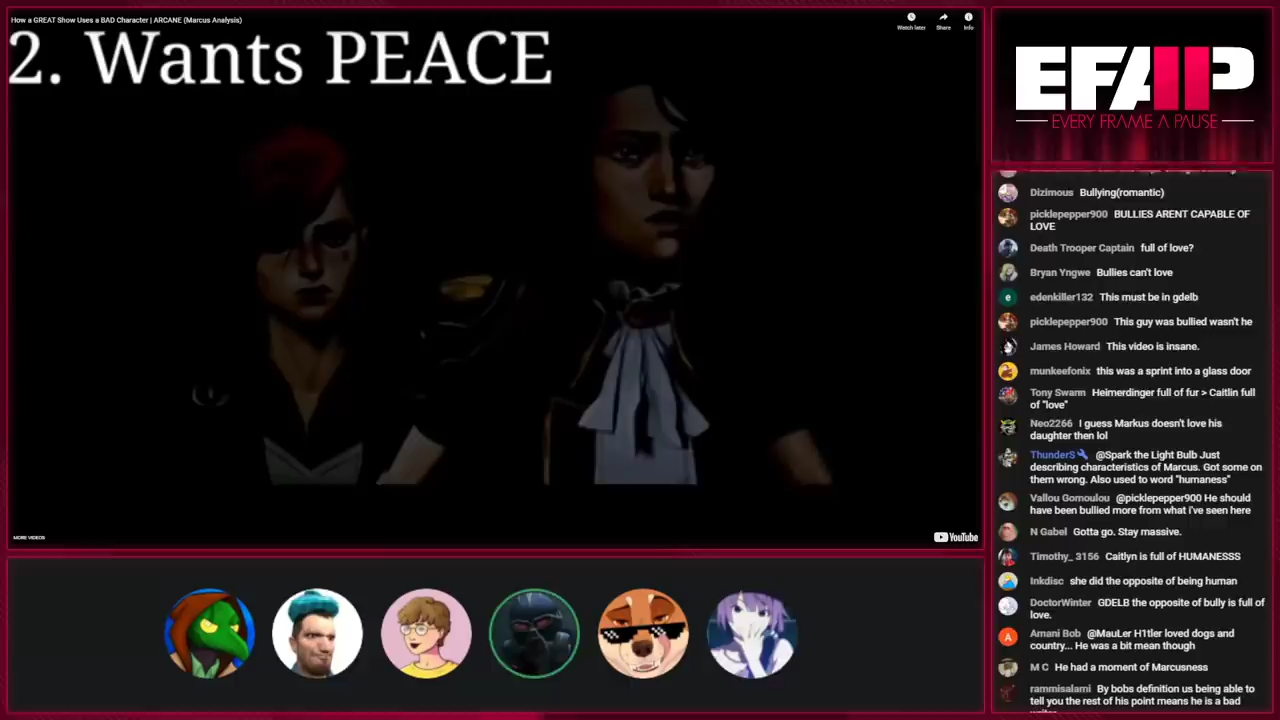 How a GREAT Show Uses a BAD Character | ARCANE (Marcus Analysis)
Watch later
Share
Info
2. Wants PEACE
MORE VIDEOS
YouTube
EFAP
EVERY FRAME A PAUSE
Dizimous Bullying(romantic)
picklepepper900 BULLIES ARENT CAPABLE OF
LOVE
Death Trooper Captain full of love?
Bryan Yngwe Bullies can't love
e edenkiller132 This must be in gdelb
picklepepper900 This guy was bullied wasn't he
James Howard This video is insane.
munkeefonix this was a sprint into a glass door
Tony Swarm Heimerdinger full of fur > Caitlin full
of "love"
Neo2266 I guess Markus doesn't love his
daughter then lol
ThunderS @Spark the Light Bulb Just
describing characteristics of Marcus. Got some on
them wrong. Also used to word "humaness"
Vallou Gomoulou @picklepepper900 He should
have been bullied more from what i've seen here
N Gabel Gotta go. Stay massive.
Timothy_ 3156 Caitlyn is full of HUMANESSS
Inkdisc she did the opposite of being human
DoctorWinter GDELB the opposite of bully is full of
love.
A Amani Bob @MauLer H1tler loved dogs and
country... He was a bit mean though
M C He had a moment of Marcusness
rammisalami By bobs definition us being able to
tell you the rest of his point means he is a bad